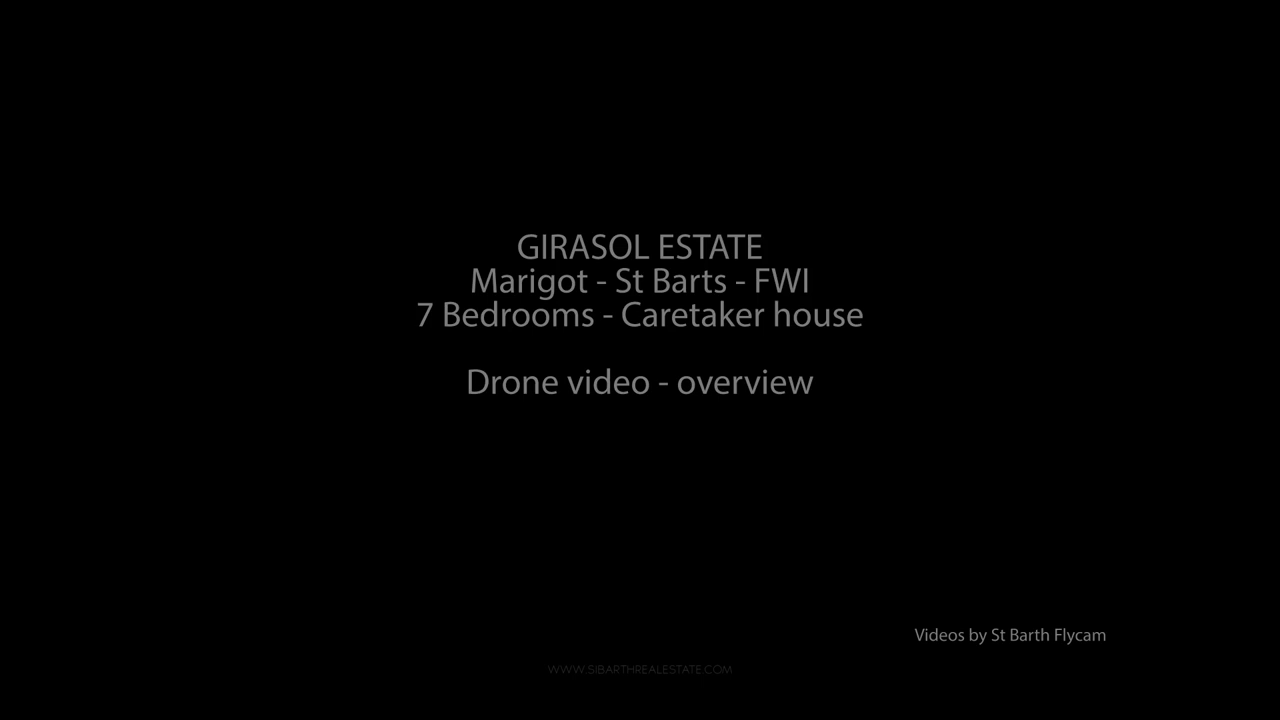 GIRASOL ESTATE
Marigot - St Barts - FWI
7 Bedrooms - Caretaker house
Drone video - overview
Videos by St Barth Flycam
WWW.SIBARTHREALESTATE.COM